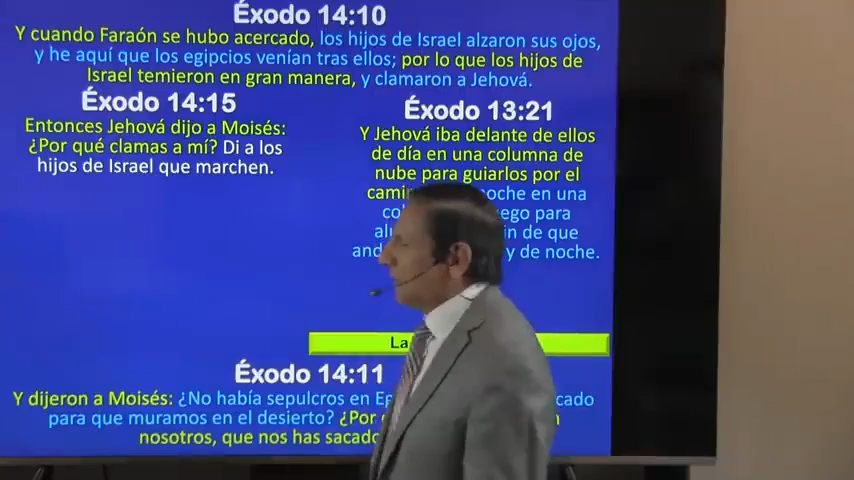 Éxodo 14:10
Y cuando Faraón se hubo acercado, los hijos de Israel alzaron sus ojos,
y he aquí que los egipcios venían tras ellos; por lo que los hijos de
Israel temieron en gran manera, y clamaron a Jehová.
Éxodo 14:15
Entonces Jehová dijo a Moisés:
¿Por qué clamas a mí? Di a los
hijos de Israel que marchen.
Éxodo 13:21
Y Jehová iba delante de ellos
de día en una columna de
nube para guiarlos por el
en una
para
de que
y de noche.
La
Éxodo 14:11
Y dijeron a Moisés: ¿No había sepulcros en
para que muramos en el desierto?
nosotros, que nos has